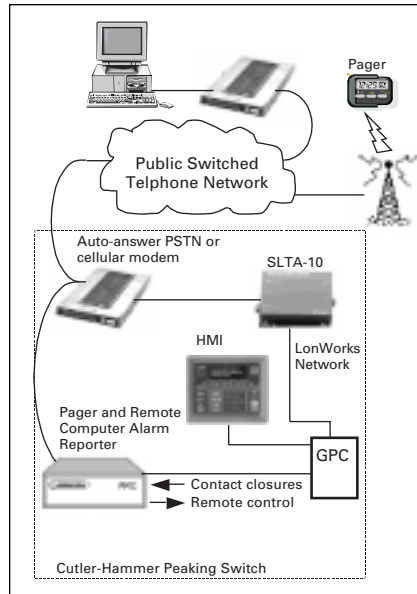 Pager
Public Switched
Telphone Network
Auto-answer PSTN or
cellular modem
SLTA-10
HMI
LonWorks
Network
Pager and Remote
Computer Alarm
Reporter
GPC
Contact closures
Remote control
Cutler-Hammer Peaking Switch